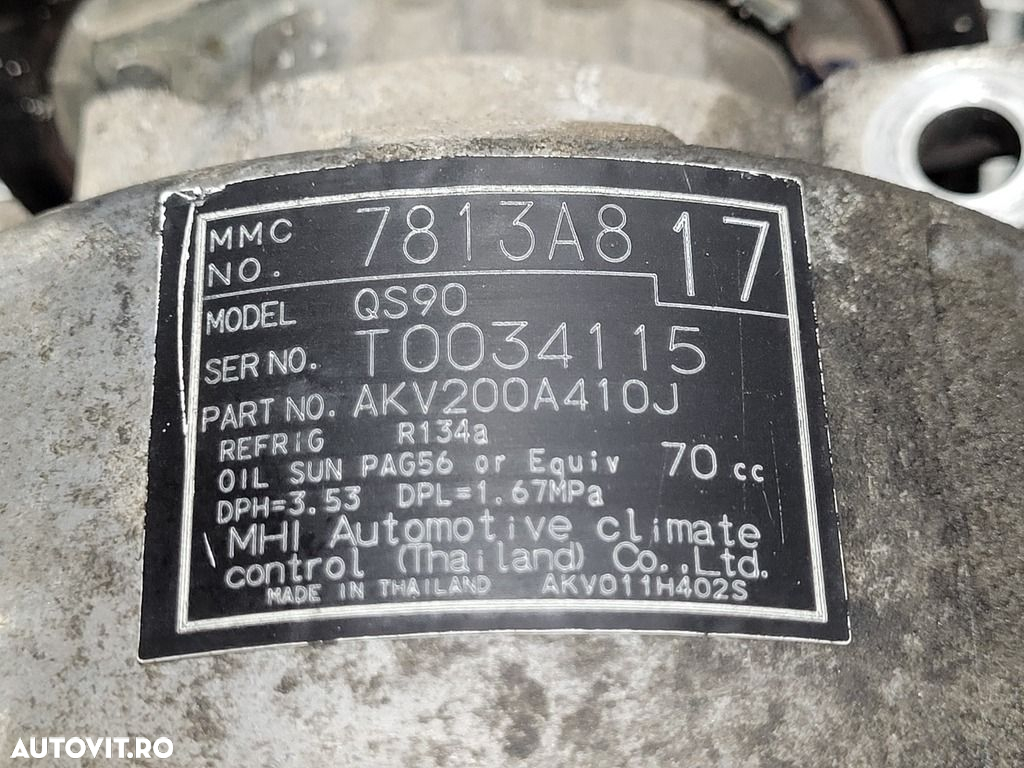 MMC NO. 7813A8 17
MODEL QS90
SER NO. T0034115
PART NO. AKV200A410J
REFRIG R134a
OIL SUN PAG56 or Equiv 70 cc
DPH=3.53 DPL=1.67MPa
MHI Automotive climate
control (Thailand) Co.,Ltd.
MADE IN THAILAND AKV011H402S
AUTOVIT.RO